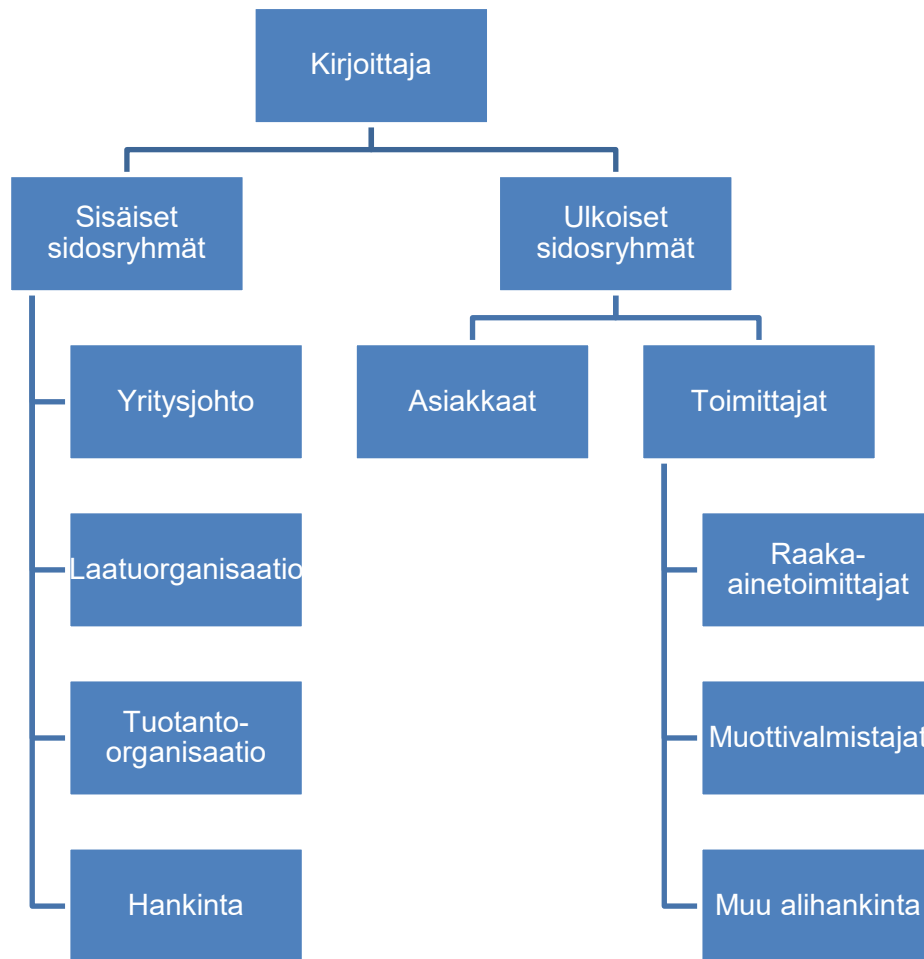 Kirjoittaja
Sisäiset
sidosryhmät
Ulkoiset
sidosryhmät
Yritysjohto
Asiakkaat
Toimittajat
Laatuorganisaatio
Raaka-
ainetoimittajat
Tuotanto-
organisaatio
Muottivalmistajat
Hankinta
Muu alihankinta